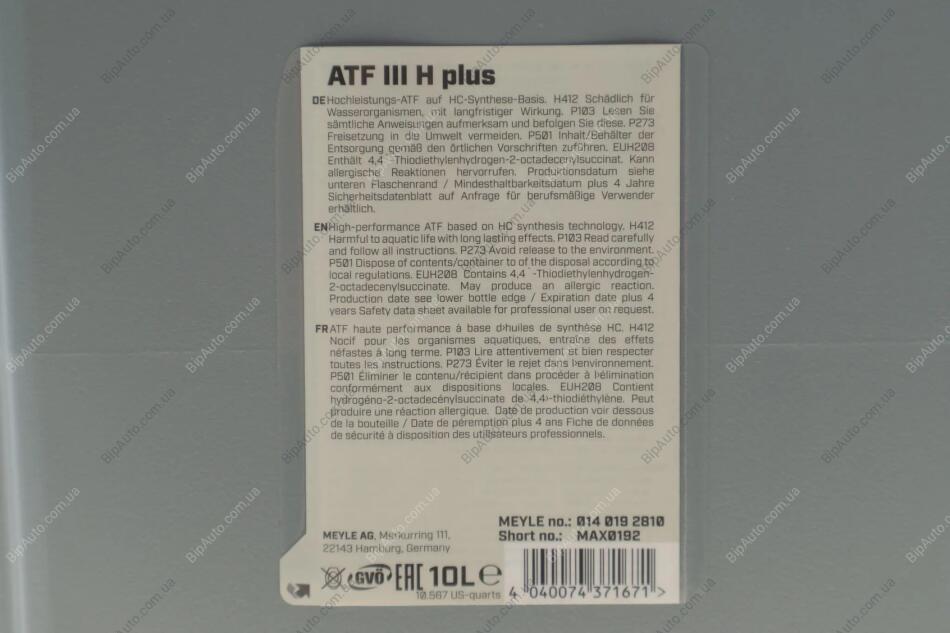 ATF III H plus
DE Hochleistungs-ATF auf HC-Synthese-Basis. H412 Schädlich für
Wasserorganismen, mit langfristiger Wirkung. P103 Lesen Sie
sämtliche Anweisungen aufmerksam und befolgen Sie diese. P273
Freisetzung in die Umwelt vermeiden. P501 Inhalt/Behälter der
Entsorgung gemäß den örtlichen Vorschriften zuführen. EUH208
Enthält 4,4 -Thiodiethylenhydrogen-2-octadecenylsuccinat. Kann
allergische Reaktionen hervorrufen. Produktionsdatum siehe
unteren Flaschenrand / Mindesthaltbarkeitsdatum plus 4 Jahre
Sicherheitsdatenblatt auf Anfrage für berufsmäßige Verwender
erhältlich.
EN High-performance ATF based on HC synthesis technology. H412
Harmful to aquatic life with long lasting effects. P103 Read carefully
and follow all instructions. P273 Avoid release to the environment.
P501 Dispose of contents/container to of the disposal according to
local regulations. EUH208 Contains 4,4 -Thiodiethylenhydrogen-
2-octadecenylsuccinate. May produce an allergic reaction.
Production date see lower bottle edge / Expiration date plus 4
years Safety data sheet available for professional user on request.
FR ATF haute performance à base d›huiles de synthèse HC. H412
Nocif pour les organismes aquatiques, entraîne des effets
néfastes à long terme. P103 Lire attentivement et bien respecter
toutes les instructions. P273 Éviter le rejet dans l›environnement.
P501 Éliminer le contenu/récipient dans procéder à l›élimination
conformément aux dispositions locales. EUH208 Contient
hydrogéno-2-octadecénylsuccinate de 4,4›-thiodiéthylène. Peut
produire une réaction allergique. Date de production voir dessous
de la bouteille / Date de péremption plus 4 ans Fiche de données
de sécurité à disposition des utilisateurs professionnels.
MEYLE no.: 014 019 2810
Short no.: MAX0192
MEYLE AG, Merkurring 111,
22143 Hamburg, Germany
GVÖ EAC 10L e
10.567 US-quarts
4 040074 371671 >
BipAuto.com.ua